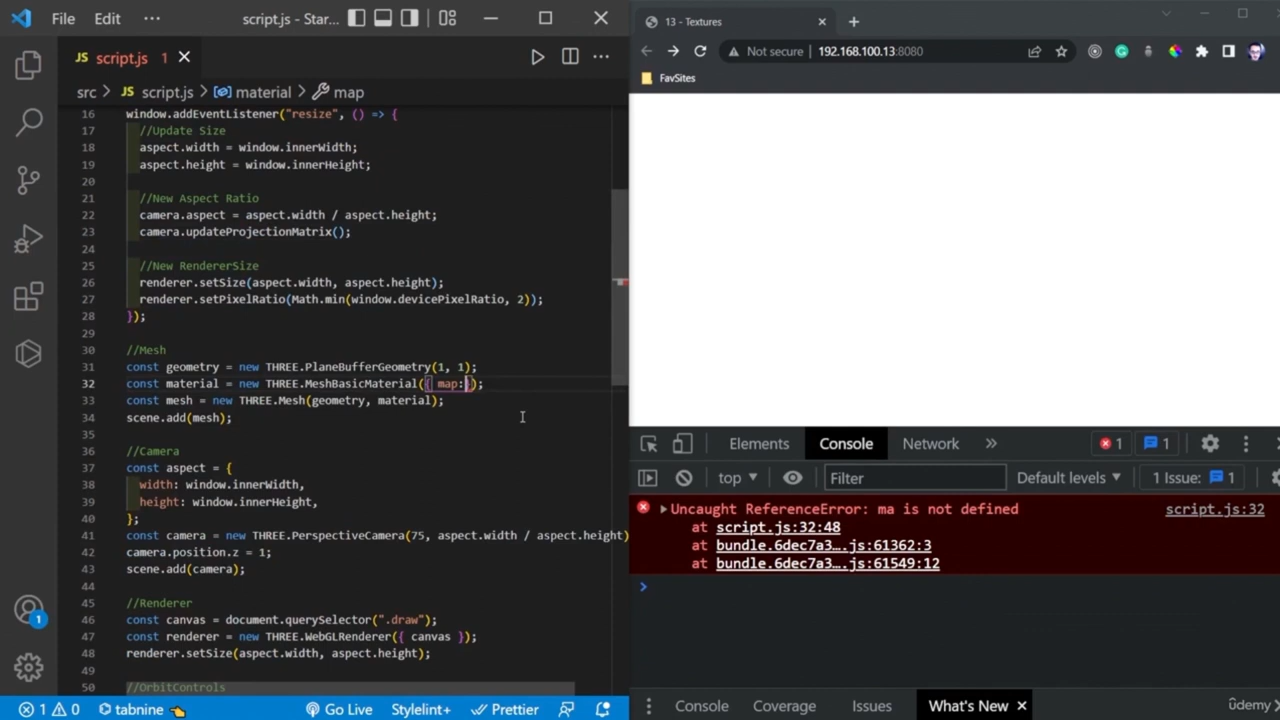 File
Edit
script.js - Star...
JS script.js 1
src > JS script.js > material > map
16 window.addEventListener("resize", () => {
17 //Update Size
18 aspect.width = window.innerWidth;
19 aspect.height = window.innerHeight;
20
21 //New Aspect Ratio
22 camera.aspect = aspect.width / aspect.height;
23 camera.updateProjectionMatrix();
24
25 //New RendererSize
26 renderer.setSize(aspect.width, aspect.height);
27 renderer.setPixelRatio(Math.min(window.devicePixelRatio, 2));
28 });
29
30 //Mesh
31 const geometry = new THREE.PlaneBufferGeometry(1, 1);
32 const material = new THREE.MeshBasicMaterial({ map:});
33 const mesh = new THREE.Mesh(geometry, material);
34 scene.add(mesh);
35
36 //Camera
37 const aspect = {
38 width: window.innerWidth,
39 height: window.innerHeight,
40 };
41 const camera = new THREE.PerspectiveCamera(75, aspect.width / aspect.height)
42 camera.position.z = 1;
43 scene.add(camera);
44
45 //Renderer
46 const canvas = document.querySelector(".draw");
47 const renderer = new THREE.WebGLRenderer({ canvas });
48 renderer.setSize(aspect.width, aspect.height);
49
50 //OrbitControls
1
1 0 tabnine Go Live Stylelint+ Prettier
13 - Textures
Not secure 192.168.100.13:8080
FavSites
Elements Console Network 1 1
top Filter Default levels 1 Issue: 1
Uncaught ReferenceError: ma is not defined script.js:32
at script.js:32:48
at bundle.6dec7a3….js:61362:3
at bundle.6dec7a3….js:61549:12
Console Coverage Issues What's New
ûdemy